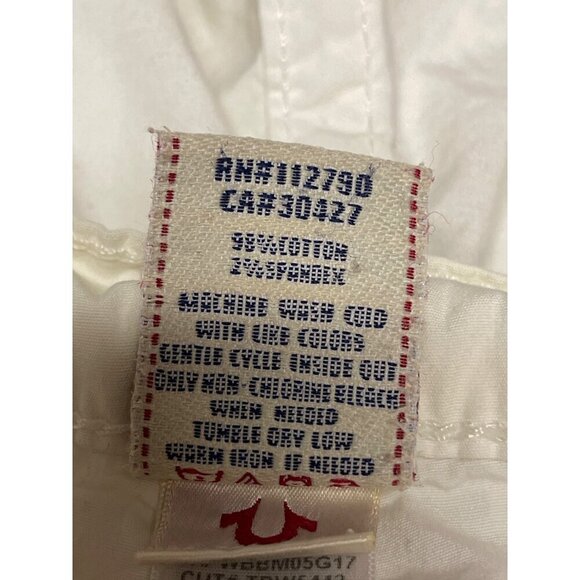 RN#112790
CA#30427
98%COTTON
2%SPANDEX
MACHINE WASH COLD
WITH LIKE COLORS
GENTLE CYCLE INSIDE OUT
ONLY NON-CHLORINE BLEACH
WHEN NEEDED
TUMBLE DRY LOW
WARM IRON IF NEEDED
WBBM05G17